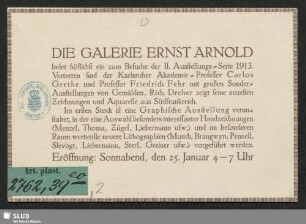 DIE GALERIE ERNST ARNOLD
ladet höflichst ein zum Besuche der II. Ausstellungs=Serie 1913.
Vertreten sind der Karlsruher Akademie=Professor Carlos
Grethe und Professor Friedrich Fehr mit großen Sonder=
Ausstellungen von Gemälden. Rich. Dreher zeigt seine neuesten
Zeichnungen und Aquarelle aus Südfrankreich.
Im ersten Stock ist eine Graphische Ausstellung veran=
staltet, in der eine Auswahl besonders interessanter Handzeichnungen
(Menzel, Thoma, Zügel, Liebermann usw.) und im besonderen
Raum wertvolle neuere Lithographien (Munch, Brangwyn, Pennell,
Slevogt, Liebermann, Sterl, Greiner usw.) vorgeführt werden.
Eröffnung: Sonnabend, den 25. Januar 4—7 Uhr
Art. plast.
2762,39
,2
SLUB